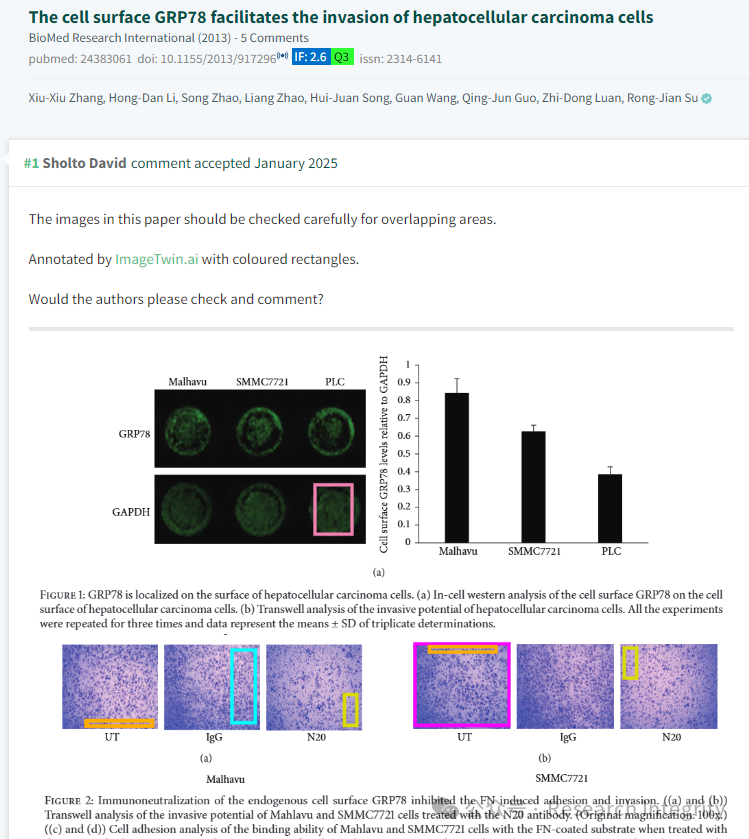 The cell surface GRP78 facilitates the invasion of hepatocellular carcinoma cells
BioMed Research International (2013) - 5 Comments
pubmed: 24383061 doi: 10.1155/2013/917296 IF: 2.6 Q3 issn: 2314-6141
Xiu-Xiu Zhang, Hong-Dan Li, Song Zhao, Liang Zhao, Hui-Juan Song, Guan Wang, Qing-Jun Guo, Zhi-Dong Luan, Rong-Jian Su
#1 Sholto David comment accepted January 2025
The images in this paper should be checked carefully for overlapping areas.
Annotated by ImageTwin.ai with coloured rectangles.
Would the authors please check and comment?
Malhavu SMMC7721 PLC
GRP78
GAPDH
Cell surface GRP78 levels relative to GAPDH
1
0.9
0.8
0.7
0.6
0.5
0.4
0.3
0.2
0.1
0
Malhavu SMMC7721 PLC
(a)
FIGURE 1: GRP78 is localized on the surface of hepatocellular carcinoma cells. (a) In-cell western analysis of the cell surface GRP78 on the cell
surface of hepatocellular carcinoma cells. (b) Transwell analysis of the invasive potential of hepatocellular carcinoma cells. All the experiments
were repeated for three times and data represent the means ± SD of triplicate determinations.
UT IgG N20 UT IgG N20
(a) (b)
Malhavu SMMC7721
公众号 · Research Integrity
FIGURE 2: Immunoneutralization of the endogenous cell surface GRP78 inhibited the FN induced adhesion and invasion. ((a) and (b))
Transwell analysis of the invasive potential of Mahlavu and SMMC7721 cells treated with the N20 antibody. (Original magnification: 100x.)
((c) and (d)) Cell adhesion analysis of the binding ability of Mahlavu and SMMC7721 cells with the FN-coated substrate when treated with